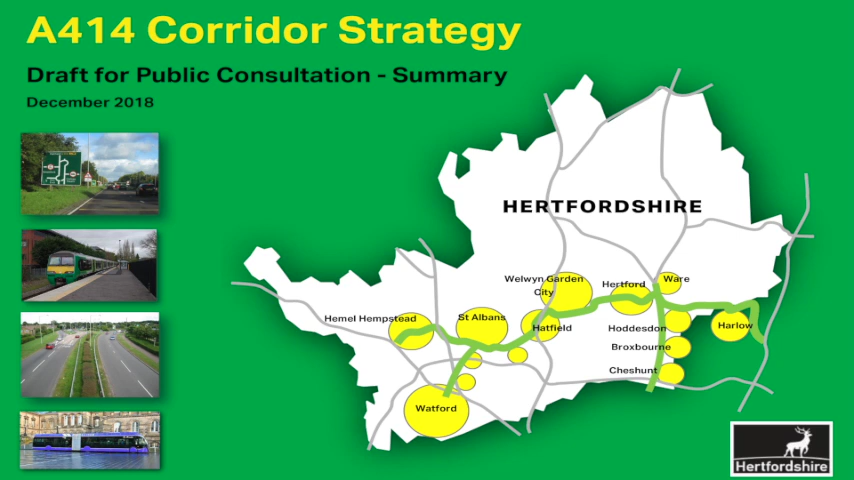 A414 Corridor Strategy
Draft for Public Consultation - Summary
December 2018
HERTFORDSHIRE
Welwyn Garden
City
Hertford
Ware
Hemel Hempstead
St Albans
Hatfield
Hoddesdon
Harlow
Broxbourne
Cheshunt
Watford
Hertfordshire